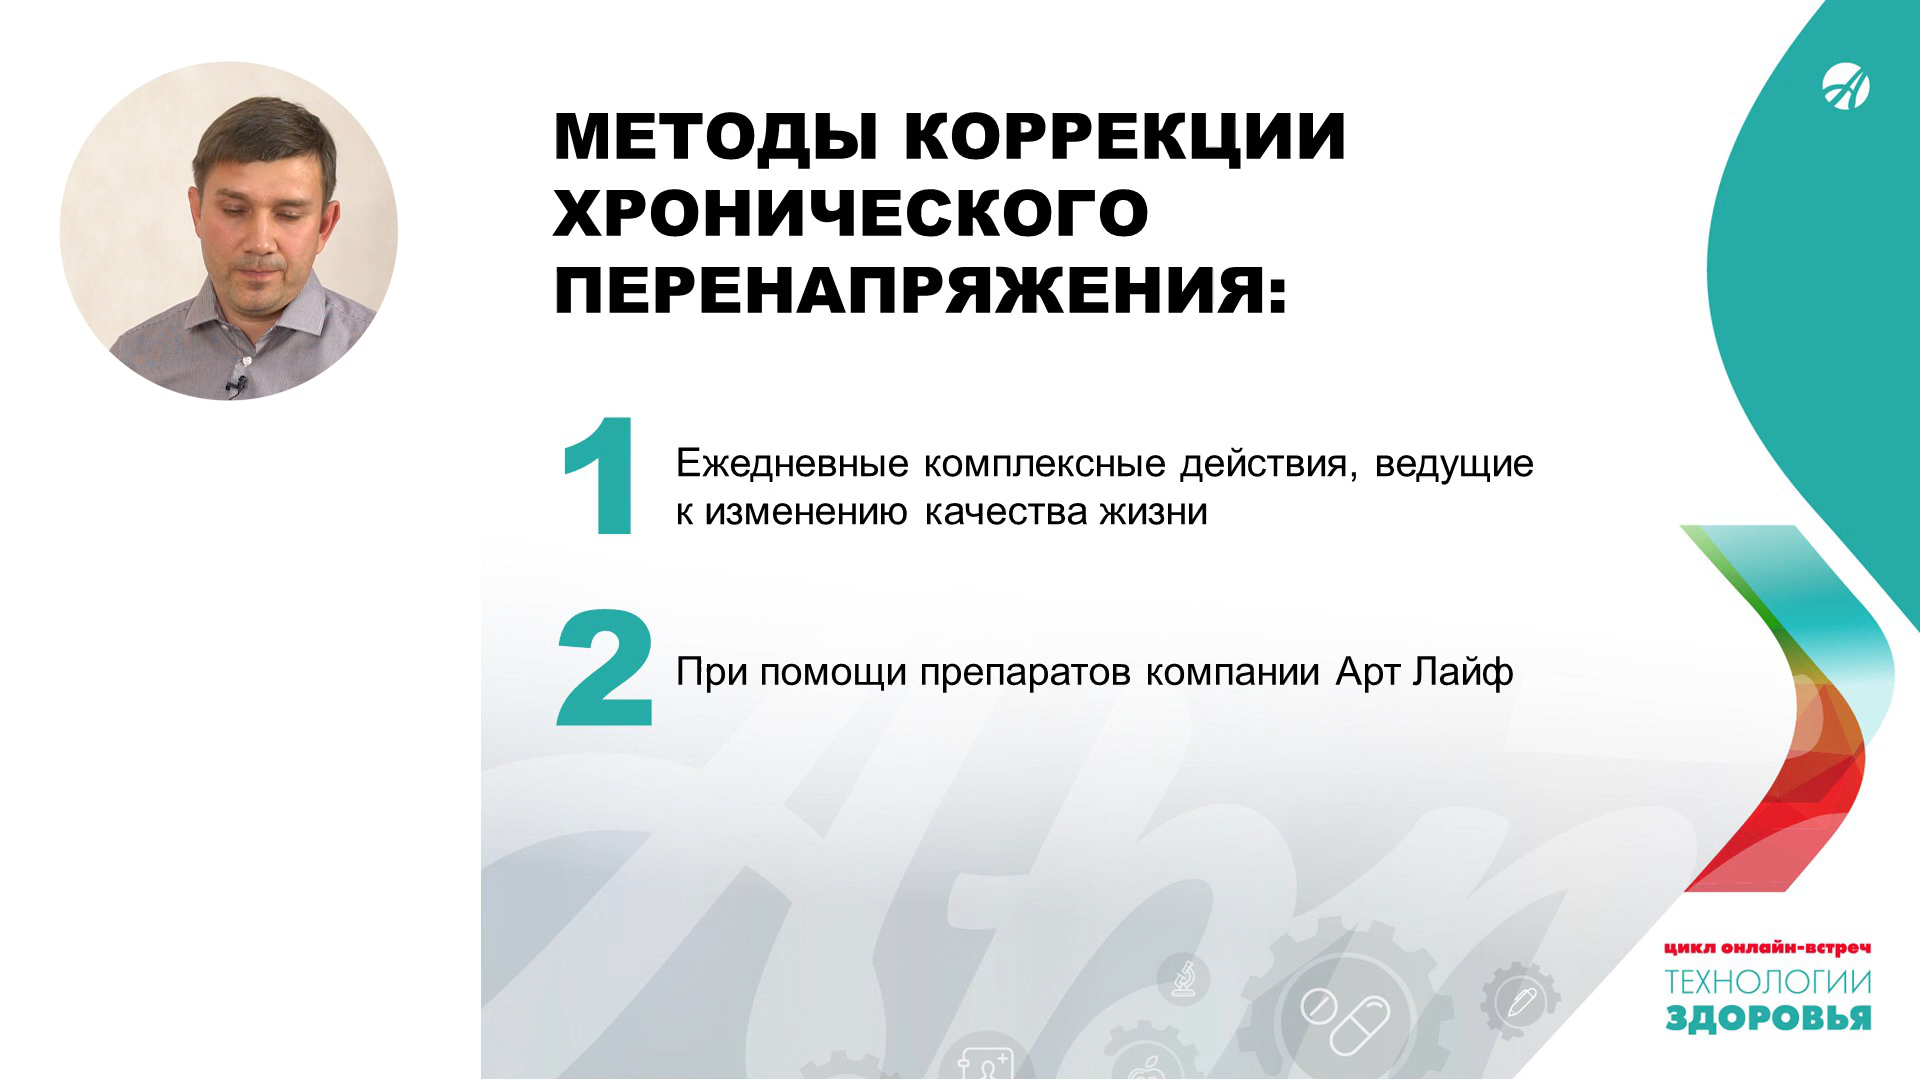 МЕТОДЫ КОРРЕКЦИИ
ХРОНИЧЕСКОГО
ПЕРЕНАПРЯЖЕНИЯ:
1
Ежедневные комплексные действия, ведущие
к изменению качества жизни
2
При помощи препаратов компании Арт Лайф
цикл онлайн-встреч
ТЕХНОЛОГИИ
ЗДОРОВЬЯ